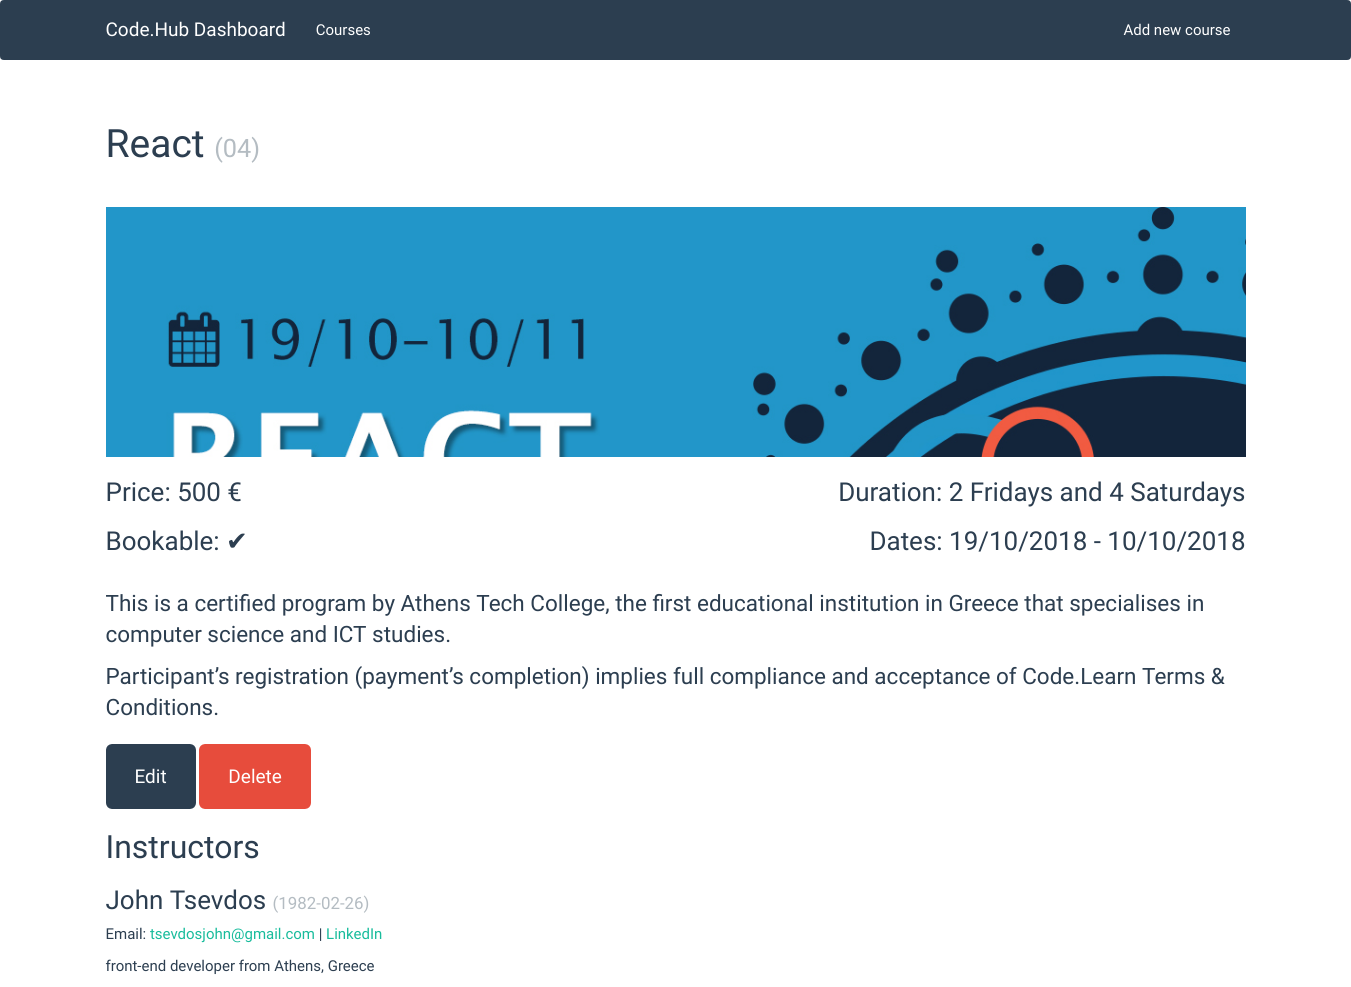 Code.Hub Dashboard Courses Add new course
React (04)
19/10-10/11
REACT
Price: 500 € Duration: 2 Fridays and 4 Saturdays
Bookable: ✔ Dates: 19/10/2018 - 10/10/2018
This is a certified program by Athens Tech College, the first educational institution in Greece that specialises in
computer science and ICT studies.
Participant’s registration (payment’s completion) implies full compliance and acceptance of Code.Learn Terms &
Conditions.
Edit Delete
Instructors
John Tsevdos (1982-02-26)
Email: tsevdosjohn@gmail.com | LinkedIn
front-end developer from Athens, Greece